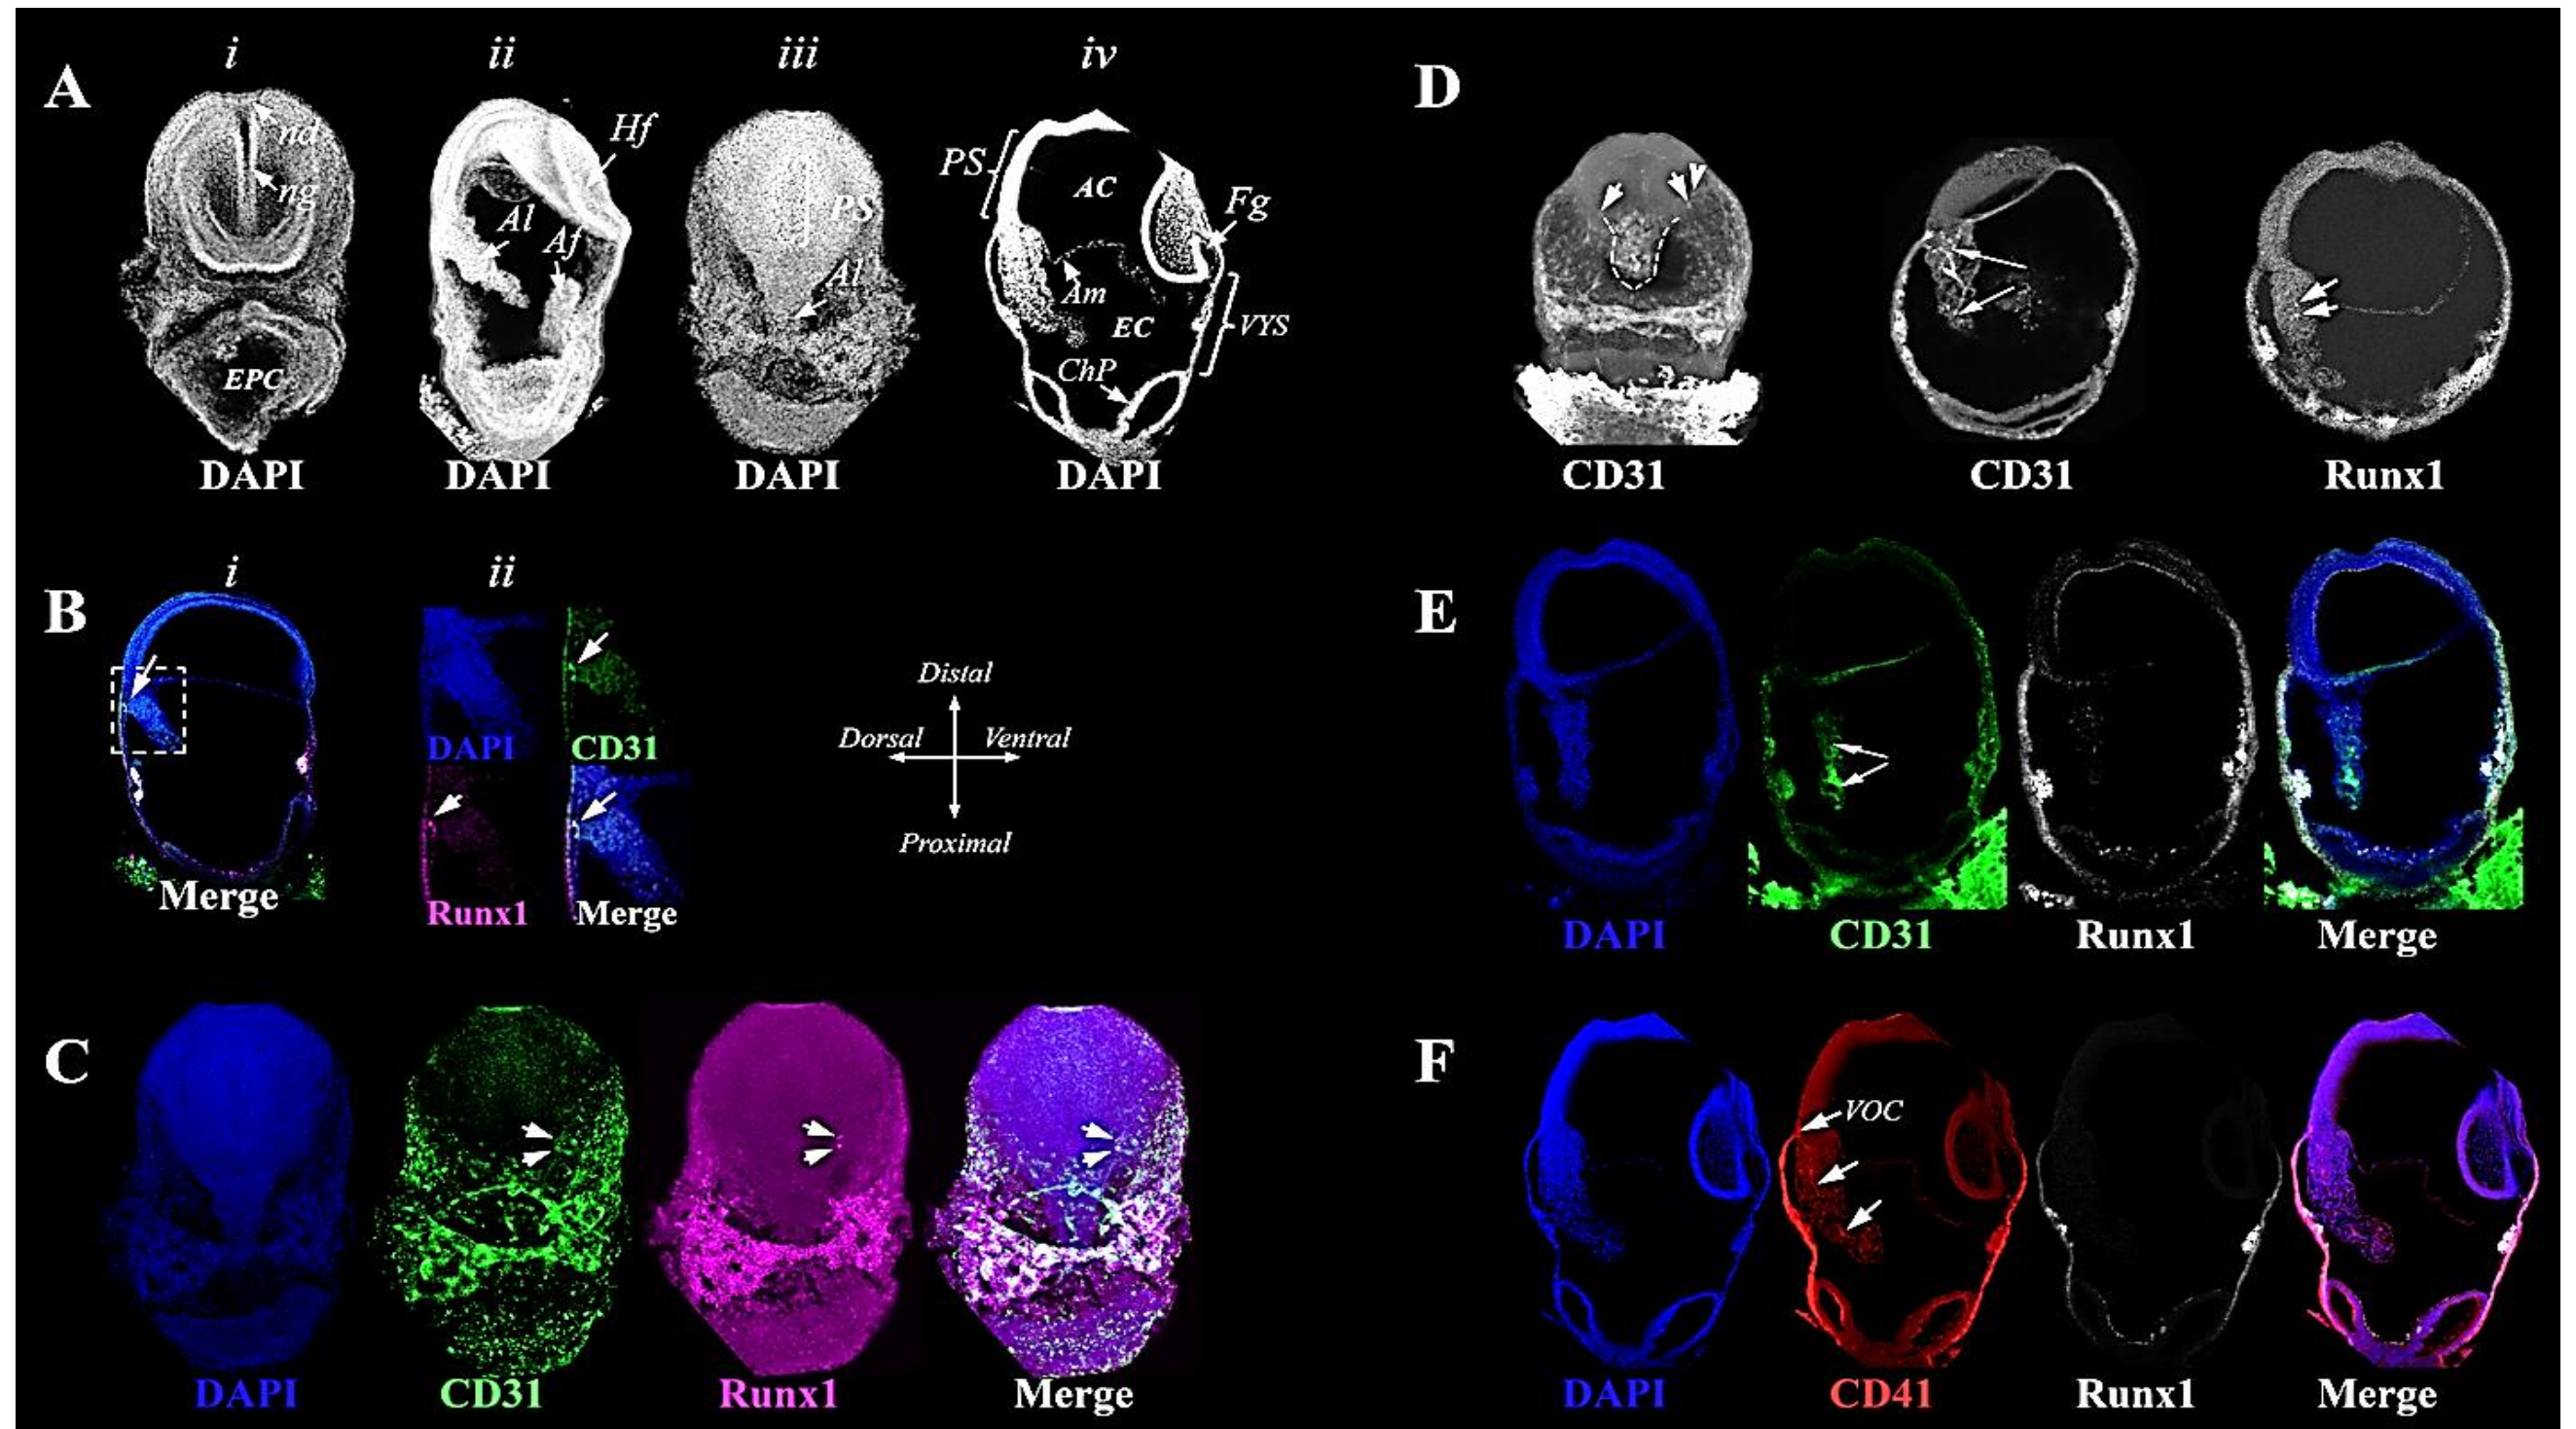 A
i
ii
iii
iv
nd
ng
EPC
DAPI
Hf
Al
Af
DAPI
PS
Al
DAPI
PS
AC
Fg
Am
EC
VYS
ChP
DAPI
B
i
ii
Merge
DAPI
CD31
Runx1
Merge
Distal
Dorsal
Ventral
Proximal
C
DAPI
CD31
Runx1
Merge
D
CD31
CD31
Runx1
E
DAPI
CD31
Runx1
Merge
F
VOC
DAPI
CD41
Runx1
Merge